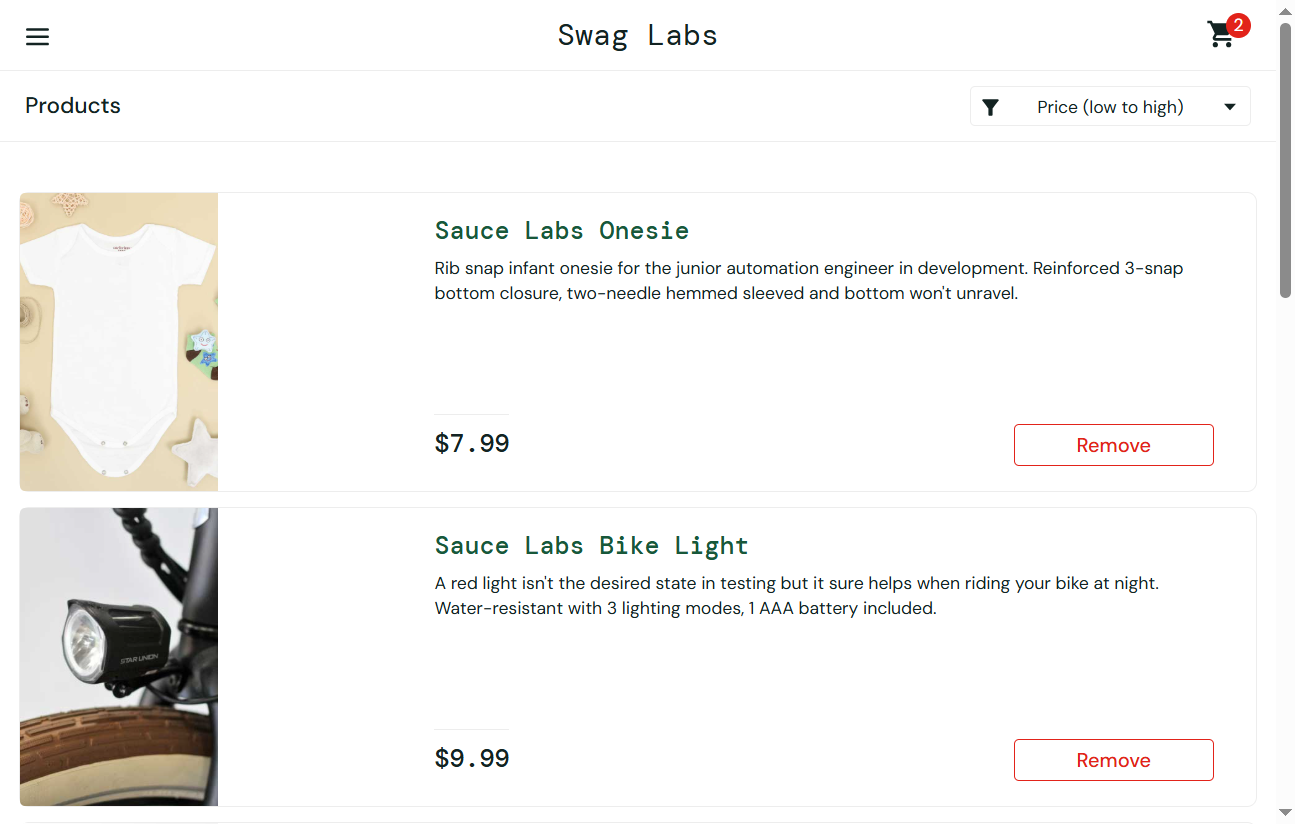 Swag Labs
2
Products
Price (low to high)
Sauce Labs Onesie
Rib snap infant onesie for the junior automation engineer in development. Reinforced 3-snap
bottom closure, two-needle hemmed sleeved and bottom won't unravel.
$7.99
Remove
Sauce Labs Bike Light
A red light isn't the desired state in testing but it sure helps when riding your bike at night.
Water-resistant with 3 lighting modes, 1 AAA battery included.
STAR UNION
$9.99
Remove